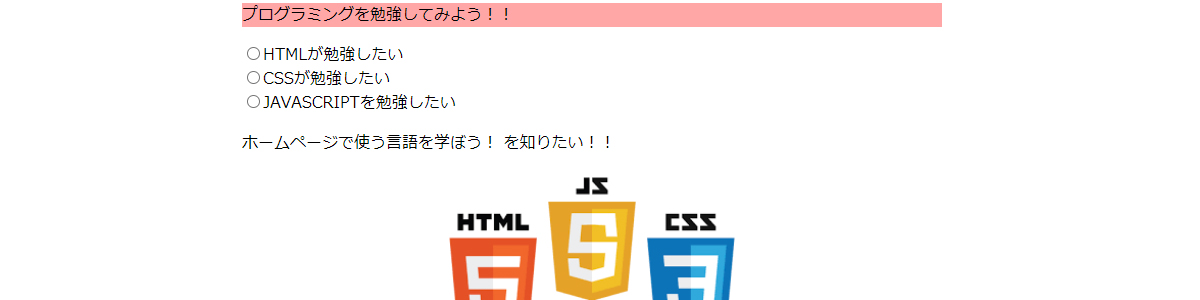 プログラミングを勉強してみよう！！
HTMLが勉強したい
CSSが勉強したい
JAVASCRIPTを勉強したい
ホームページで使う言語を学ぼう！ を知りたい！！
JS
HTML
CSS
5
5
3